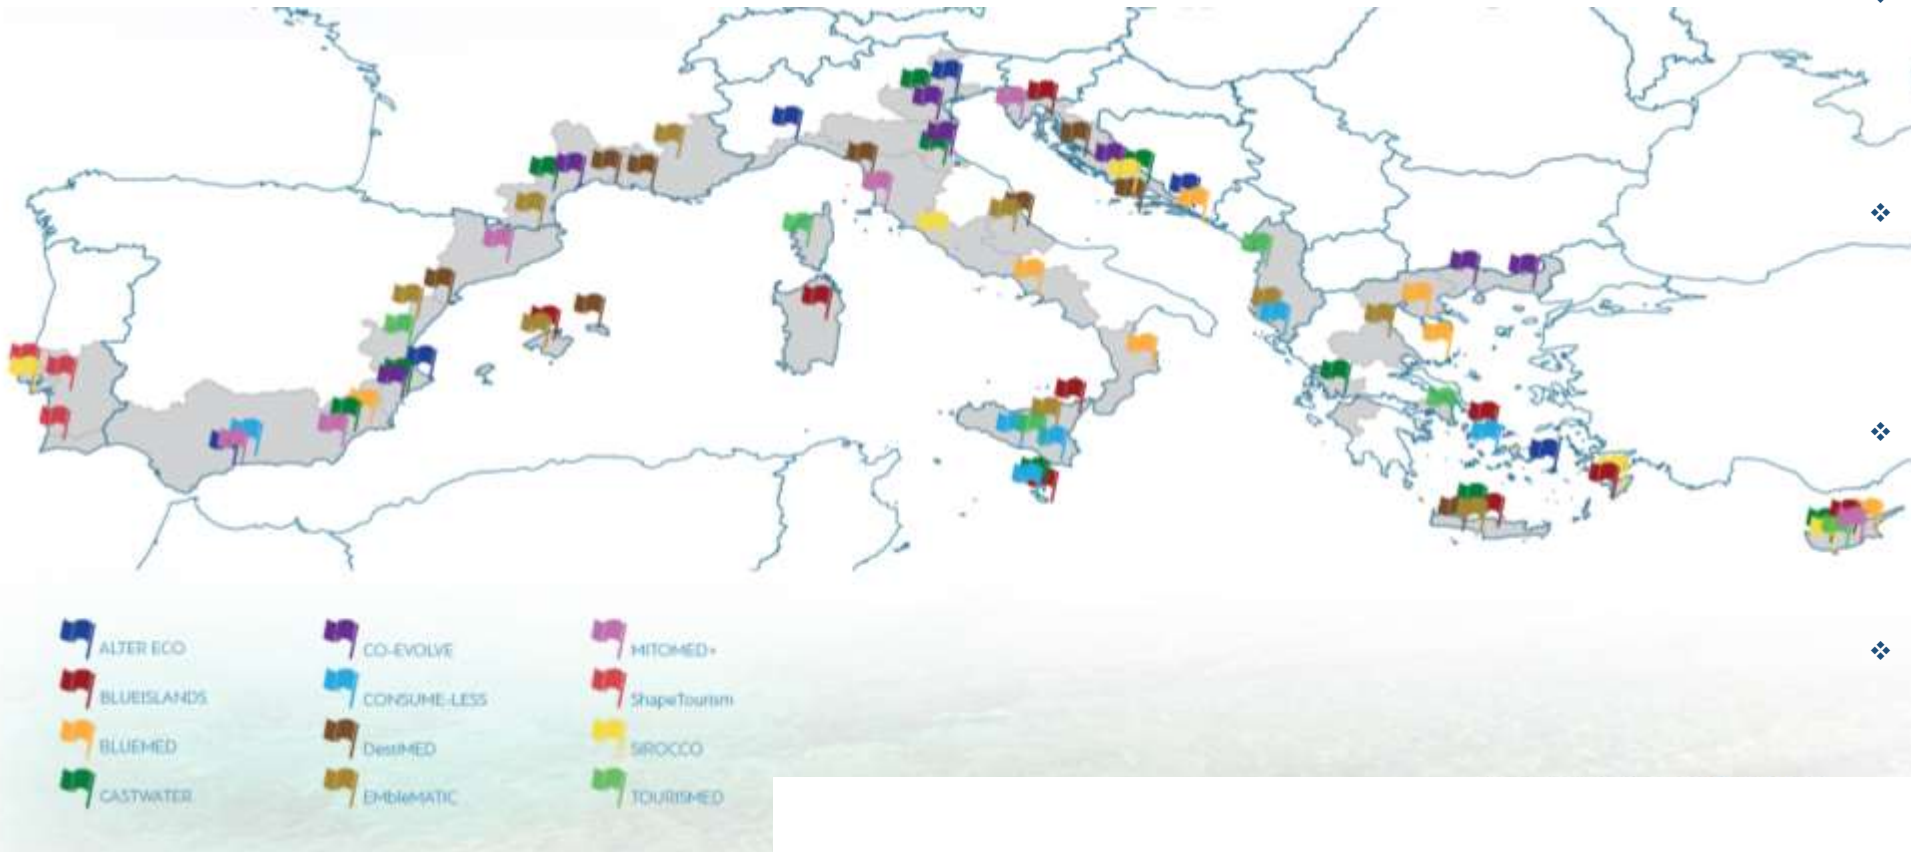 ALTER ECO
CO-EVOLVE
MITOMED+
BLUEISLANDS
CONSUME-LESS
ShapeTourism
BLUEMED
DestiMED
SIROCCO
CASTWATER
EMbleMATIC
TOURISMED